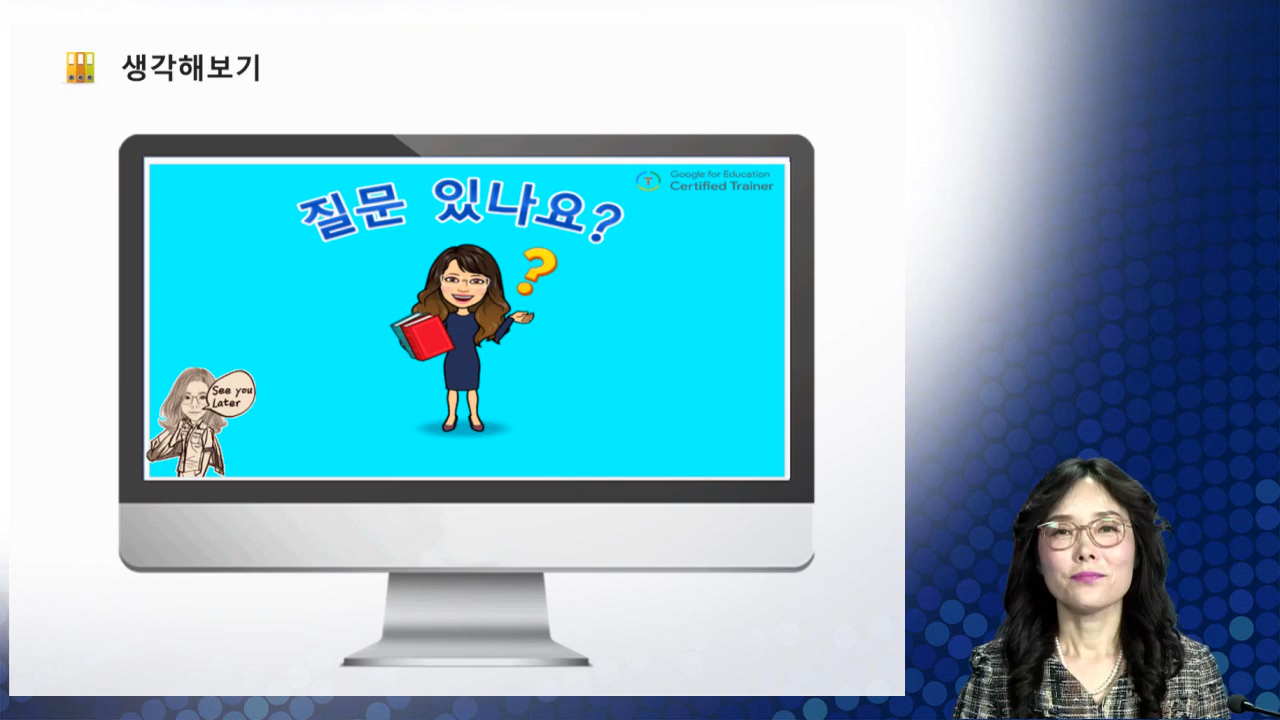 생각해보기
질문 있나요?
Google for Education
Certified Trainer
See you
Later